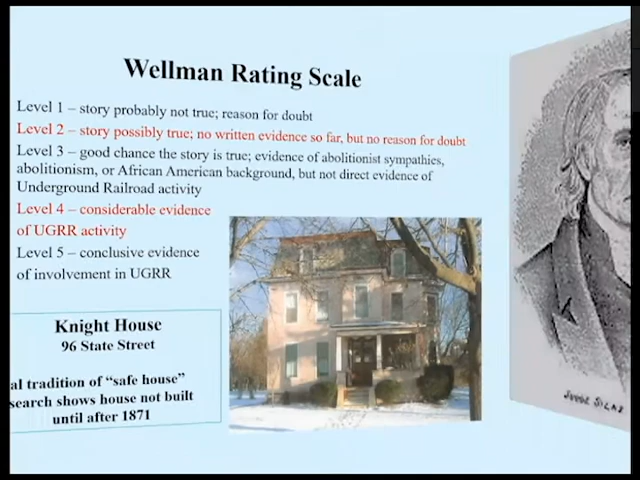 Wellman Rating Scale
Level 1 – story probably not true; reason for doubt
Level 2 – story possibly true; no written evidence so far, but no reason for doubt
Level 3 – good chance the story is true; evidence of abolitionist sympathies,
abolitionism, or African American background, but not direct evidence of
Underground Railroad activity
Level 4 – considerable evidence
of UGRR activity
Level 5 – conclusive evidence
of involvement in UGRR
Knight House
96 State Street
al tradition of “safe house”
search shows house not built
until after 1871
JUDGE